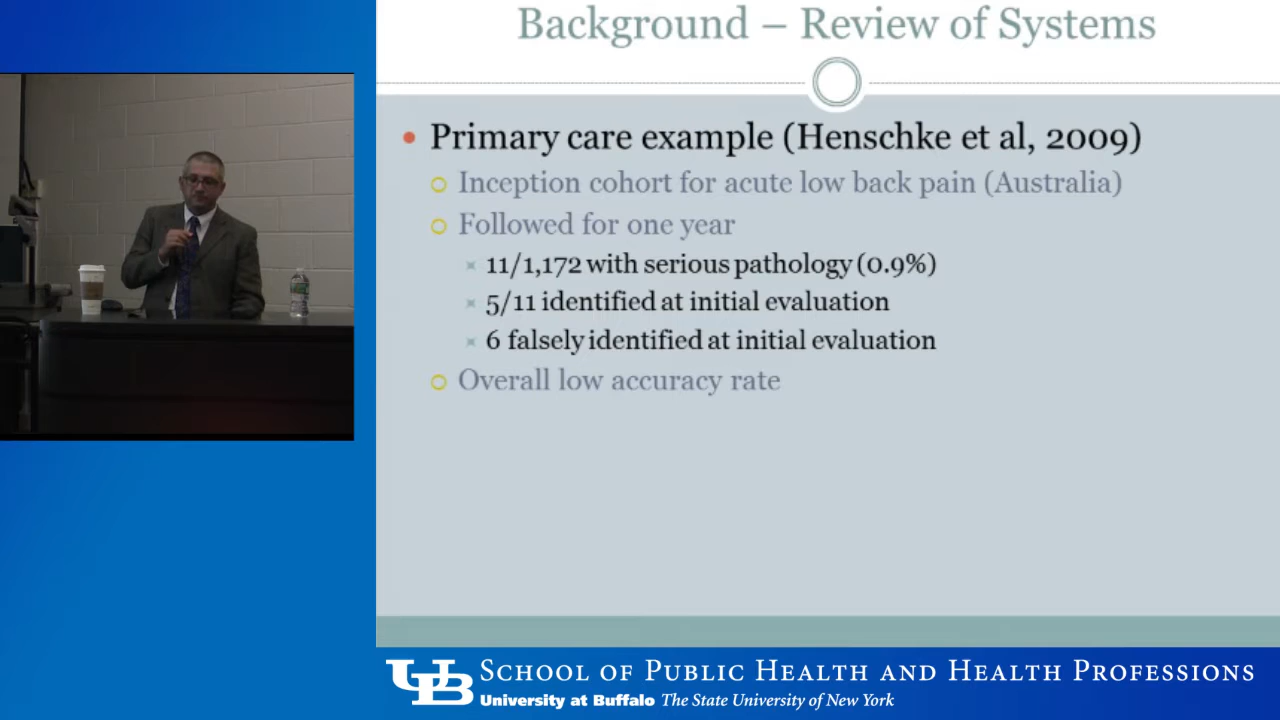 Background – Review of Systems
Primary care example (Henschke et al, 2009)
Inception cohort for acute low back pain (Australia)
Followed for one year
11/1,172 with serious pathology (0.9%)
5/11 identified at initial evaluation
6 falsely identified at initial evaluation
Overall low accuracy rate
UB SCHOOL OF PUBLIC HEALTH AND HEALTH PROFESSIONS
University at Buffalo The State University of New York